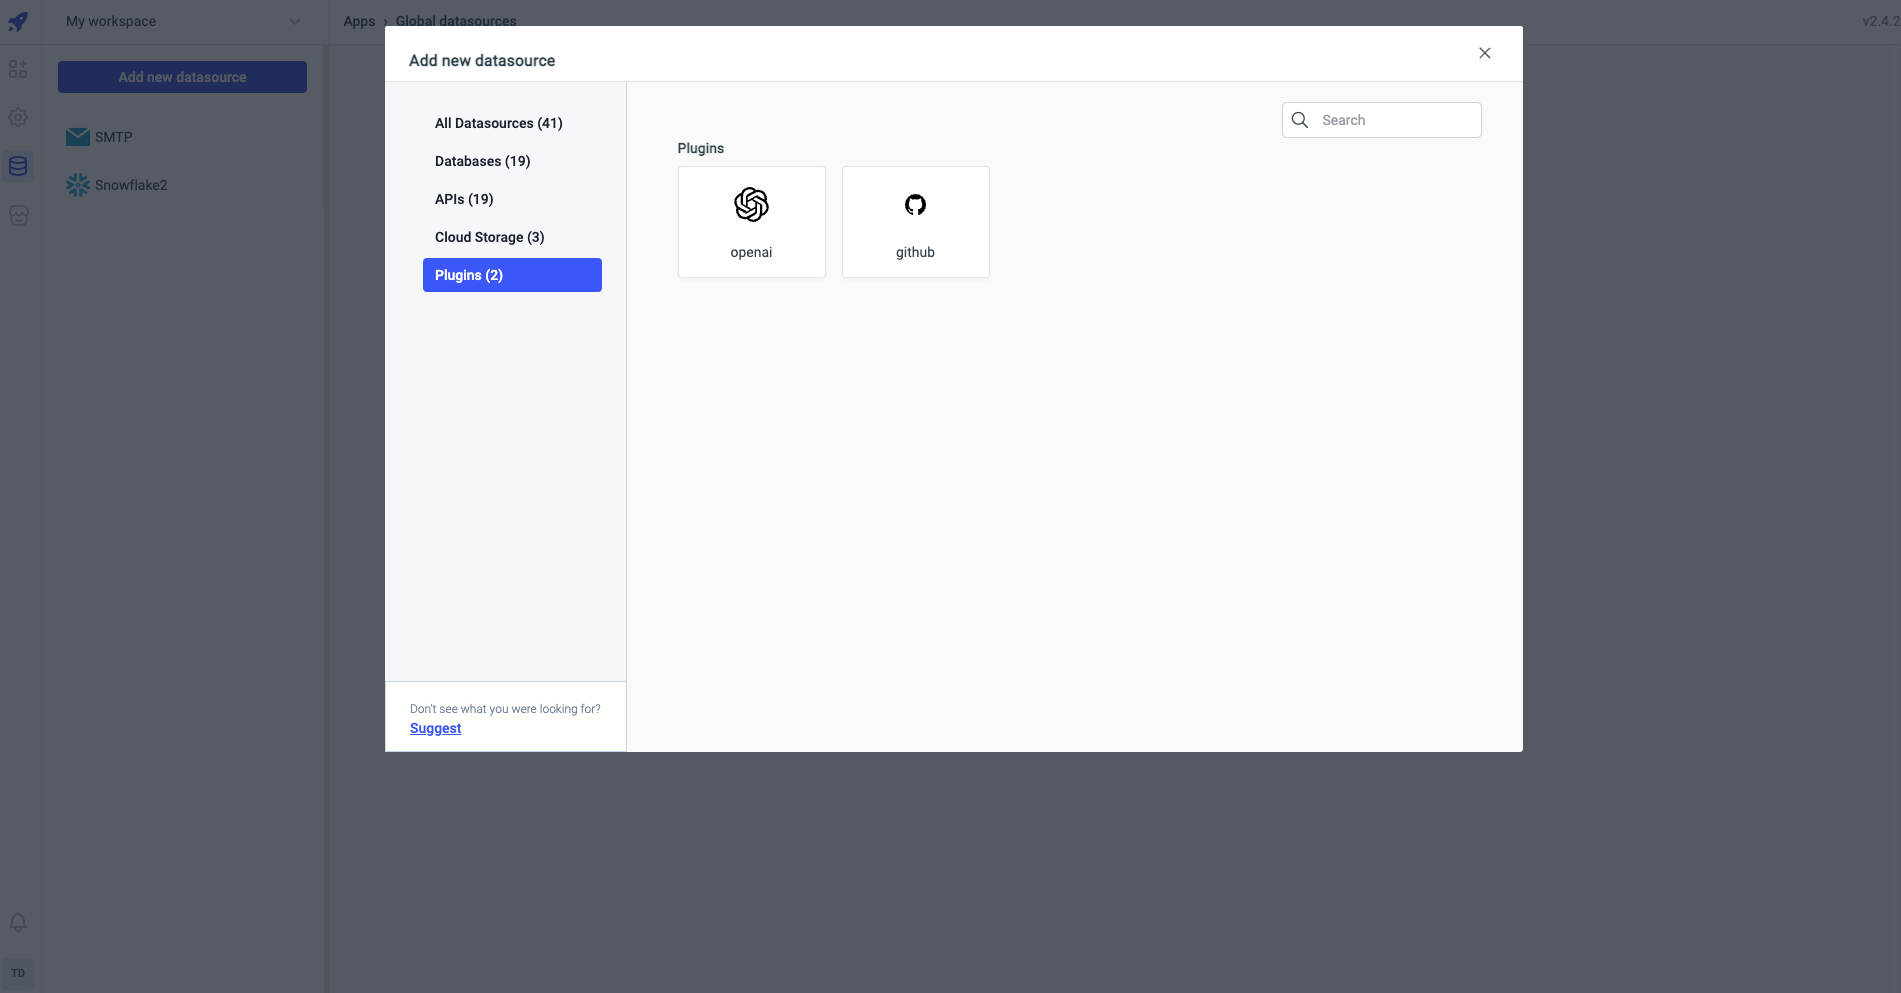 My workspace
Apps › Global datasources
v2.4.2
Add new datasource
SMTP
Snowflake2
TD
Add new datasource
All Datasources (41)
Databases (19)
APIs (19)
Cloud Storage (3)
Plugins (2)
Don't see what you were looking for?
Suggest
Search
Plugins
openai
github